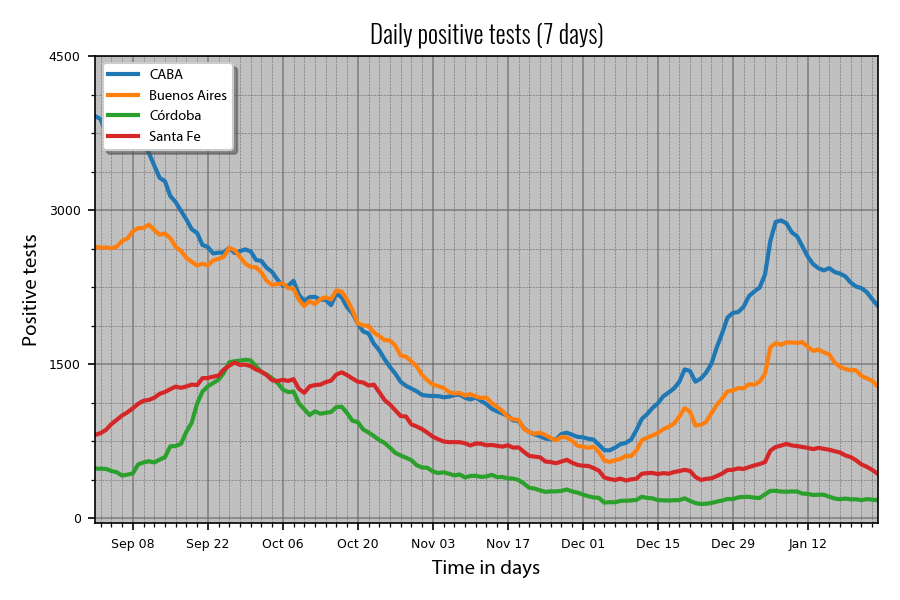 Daily positive tests (7 days)
4500
3000
1500
0
Positive tests
CABA
Buenos Aires
Córdoba
Santa Fe
Sep 08 Sep 22 Oct 06 Oct 20 Nov 03 Nov 17 Dec 01 Dec 15 Dec 29 Jan 12
Time in days